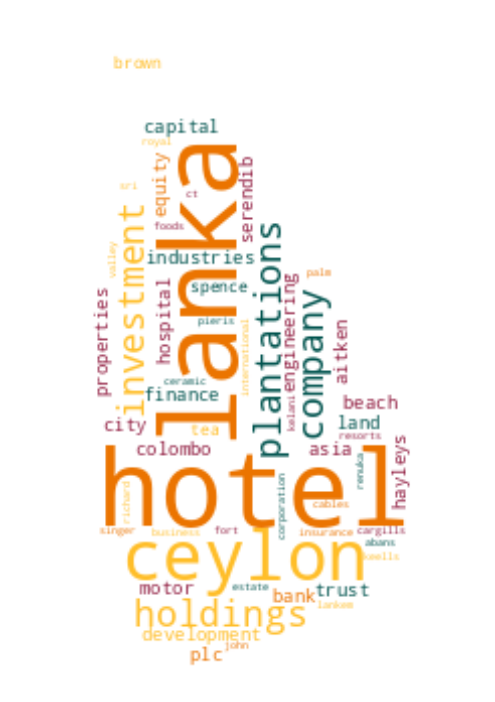 brown
capital
royal
lanka
equity
serendib
sri
ct
investment
foods
plantations
valley
industries
hospital
spence
palm
properties
engineering
company
pieris
international
aitken
ceramic
finance
beach
kelani
city
tea
land
resorts
colombo
asia
hayleys
hotel
renuka
richard
corporation
cables
singer
business
fort
insurance
cargills
ceylon
abans
keells
motor
estate
bank
trust
holdings
lankem
development
john
plc